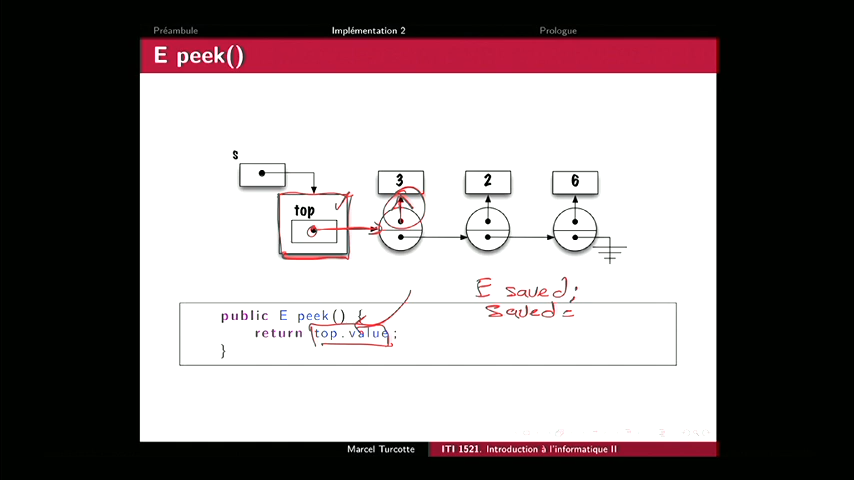 Préambule Implémentation 2 Prologue
E peek()
s
3 2 6
top
E saved;
saved =
public E peek() {
return top.value;
}
Marcel Turcotte ITI 1521. Introduction à l'informatique II